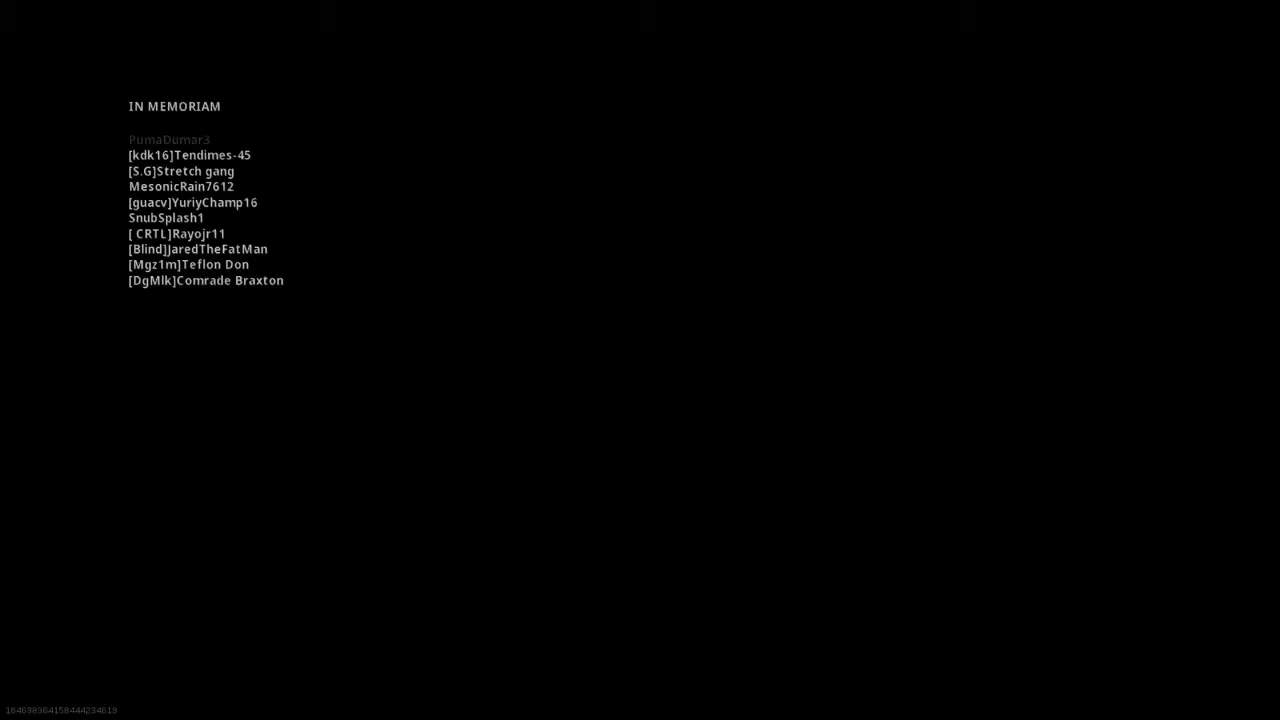 IN MEMORIAM
PumaDumar3
[kdk16]Tendimes-45
[S.G]Stretch gang
MesonicRain7612
[guacv]YuriyChamp16
SnubSplash1
[ CRTL]Rayojr11
[Blind]JaredTheFatMan
[Mgz1m]Teflon Don
[DgMlk]Comrade Braxton